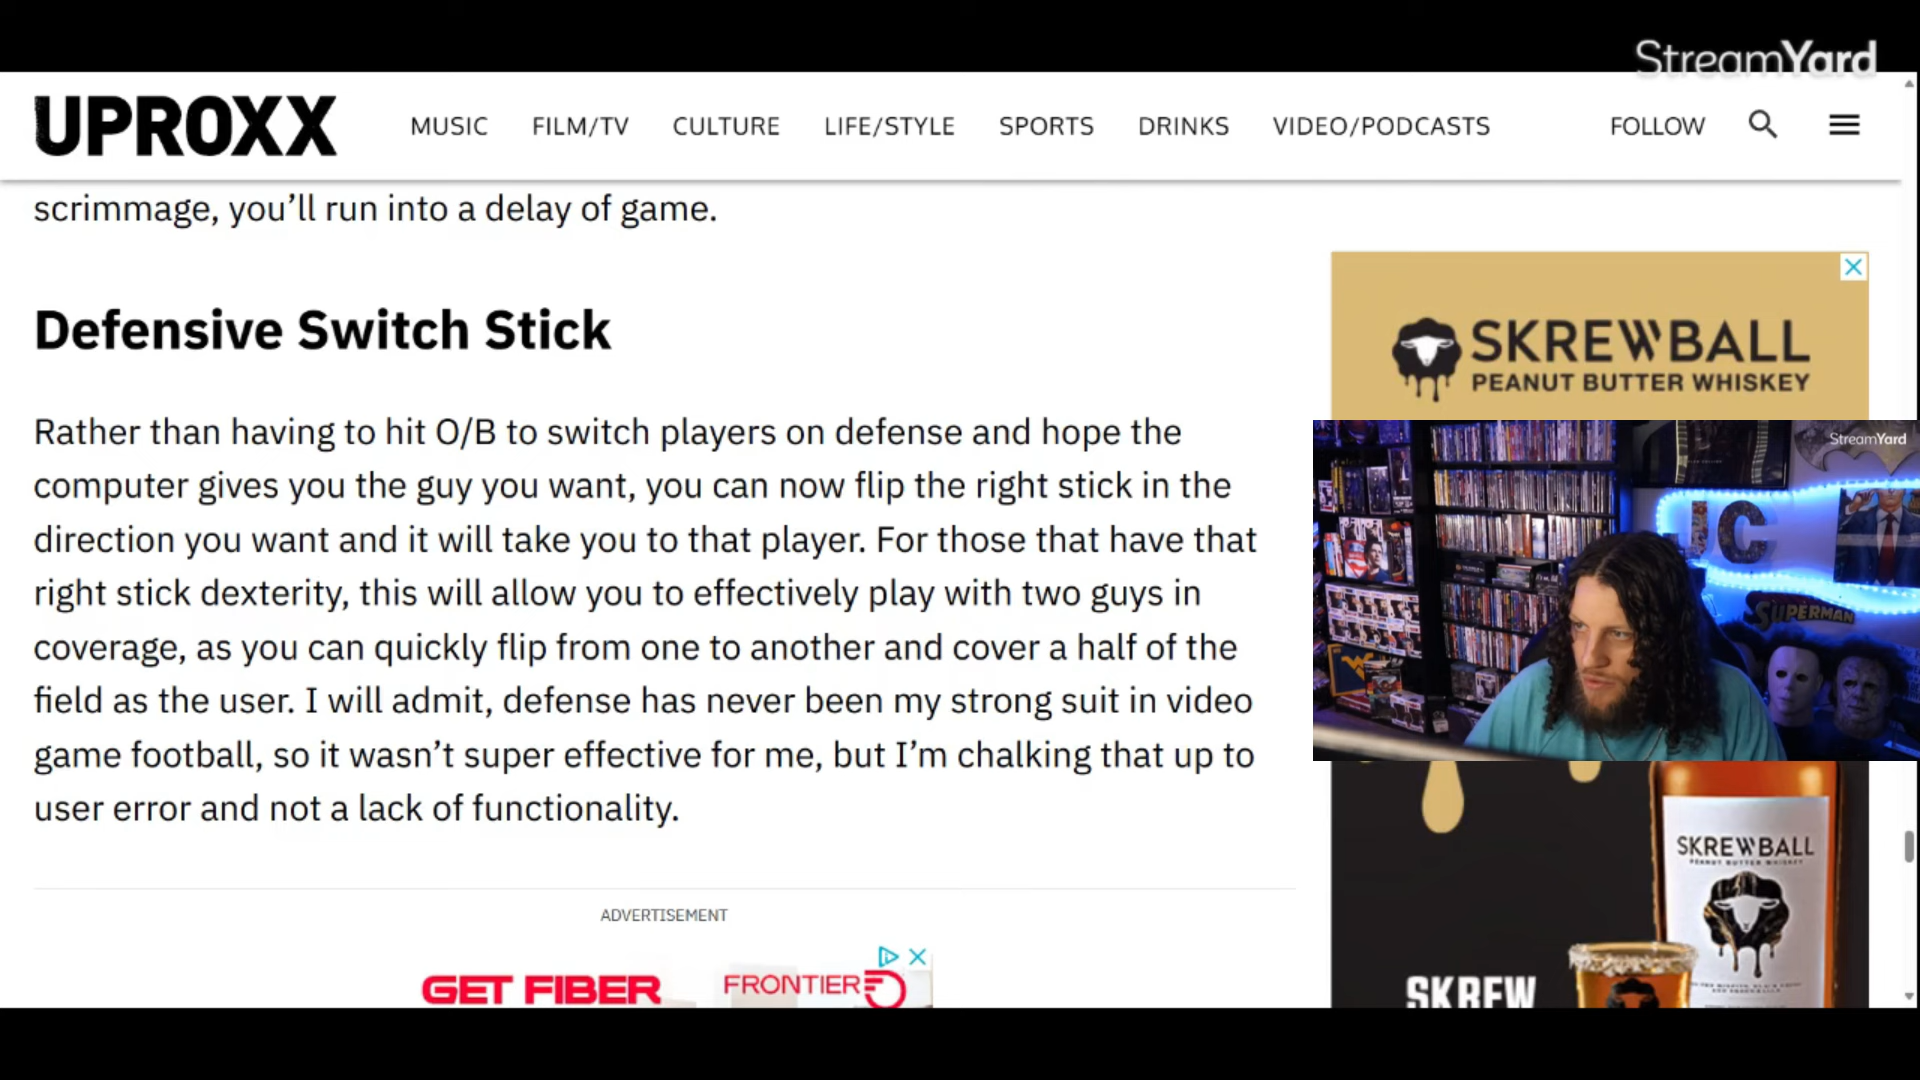 StreamYard
UPROXX
MUSIC FILM/TV CULTURE LIFE/STYLE SPORTS DRINKS VIDEO/PODCASTS FOLLOW
scrimmage, you’ll run into a delay of game.
Defensive Switch Stick
Rather than having to hit O/B to switch players on defense and hope the
computer gives you the guy you want, you can now flip the right stick in the
direction you want and it will take you to that player. For those that have that
right stick dexterity, this will allow you to effectively play with two guys in
coverage, as you can quickly flip from one to another and cover a half of the
field as the user. I will admit, defense has never been my strong suit in video
game football, so it wasn’t super effective for me, but I’m chalking that up to
user error and not a lack of functionality.
ADVERTISEMENT
GET FIBER
FRONTIER
SKREWBALL
PEANUT BUTTER WHISKEY
StreamYard
JC
SUPERMAN
SKREWBALL
PEANUT BUTTER WHISKEY
SKREW